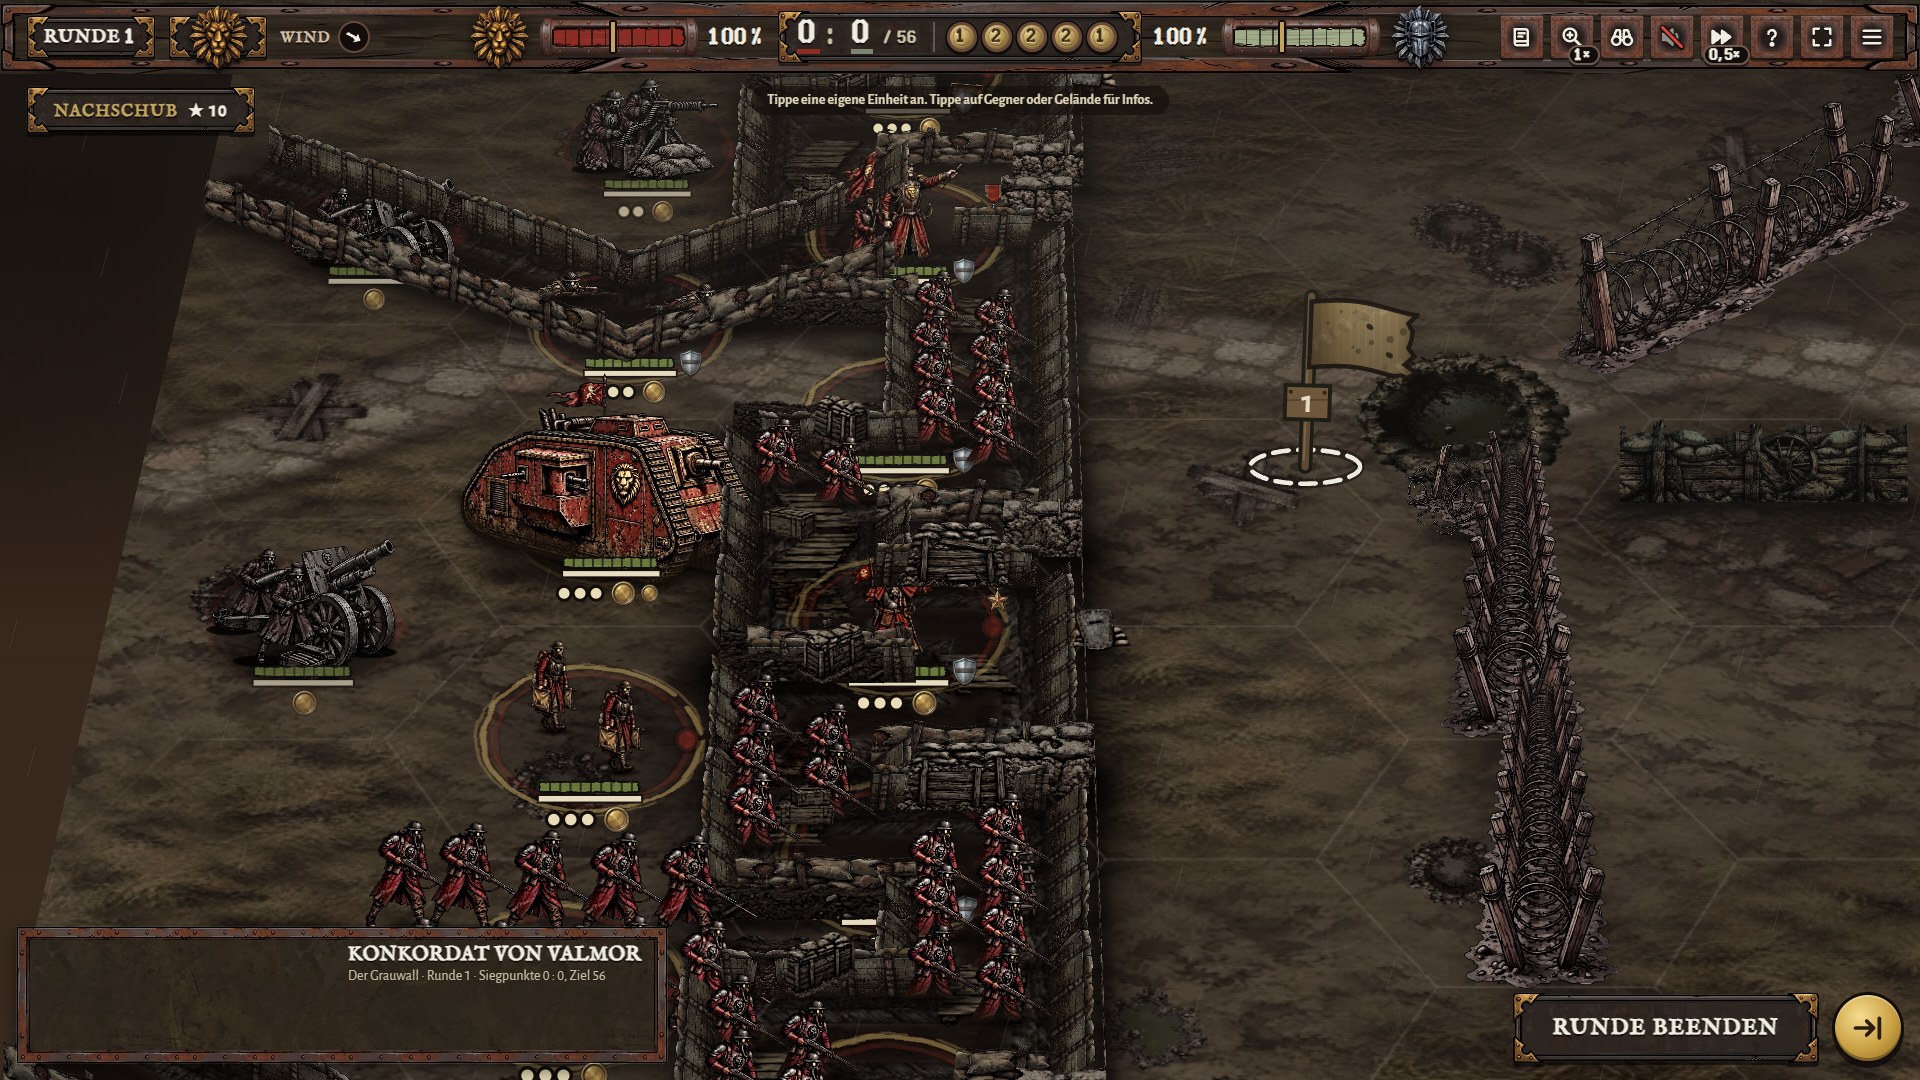 RUNDE 1
WIND
100 %
0 : 0 / 56
1 2 2 2 1
100 %
1×
0,5×
?
NACHSCHUB ★ 10
Tippe eine eigene Einheit an. Tippe auf Gegner oder Gelände für Infos.
1
KONKORDAT VON VALMOR
Der Grauwall · Runde 1 · Siegpunkte 0 : 0, Ziel 56
RUNDE BEENDEN